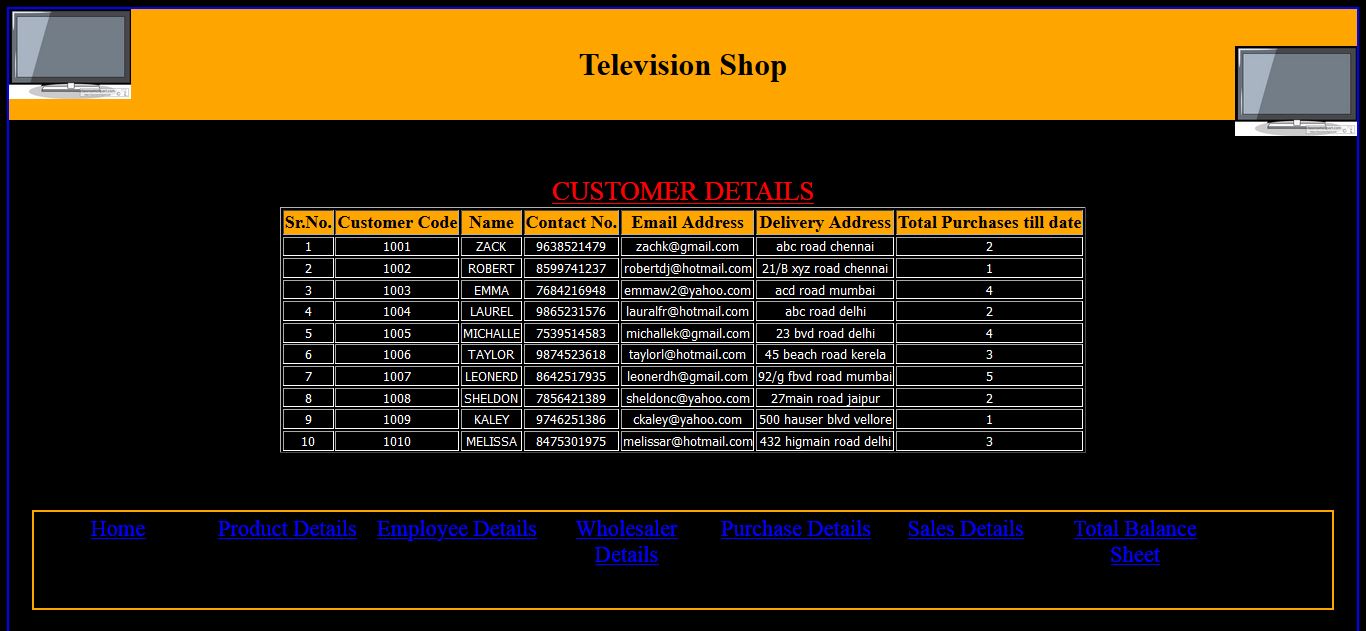 Television Shop
CUSTOMER DETAILS
Sr.No. Customer Code Name Contact No. Email Address Delivery Address Total Purchases till date
1 1001 ZACK 9638521479 zachk@gmail.com abc road chennai 2
2 1002 ROBERT 8599741237 robertdj@hotmail.com 21/B xyz road chennai 1
3 1003 EMMA 7684216948 emmaw2@yahoo.com acd road mumbai 4
4 1004 LAUREL 9865231576 lauralfr@hotmail.com abc road delhi 2
5 1005 MICHALLE 7539514583 michallek@gmail.com 23 bvd road delhi 4
6 1006 TAYLOR 9874523618 taylorl@hotmail.com 45 beach road kerela 3
7 1007 LEONERD 8642517935 leonerdh@gmail.com 92/g fbvd road mumbai 5
8 1008 SHELDON 7856421389 sheldonc@yahoo.com 27main road jaipur 2
9 1009 KALEY 9746251386 ckaley@yahoo.com 500 hauser blvd vellore 1
10 1010 MELISSA 8475301975 melissar@hotmail.com 432 higmain road delhi 3
Home Product Details Employee Details Wholesaler Purchase Details Sales Details Total Balance
Details Sheet